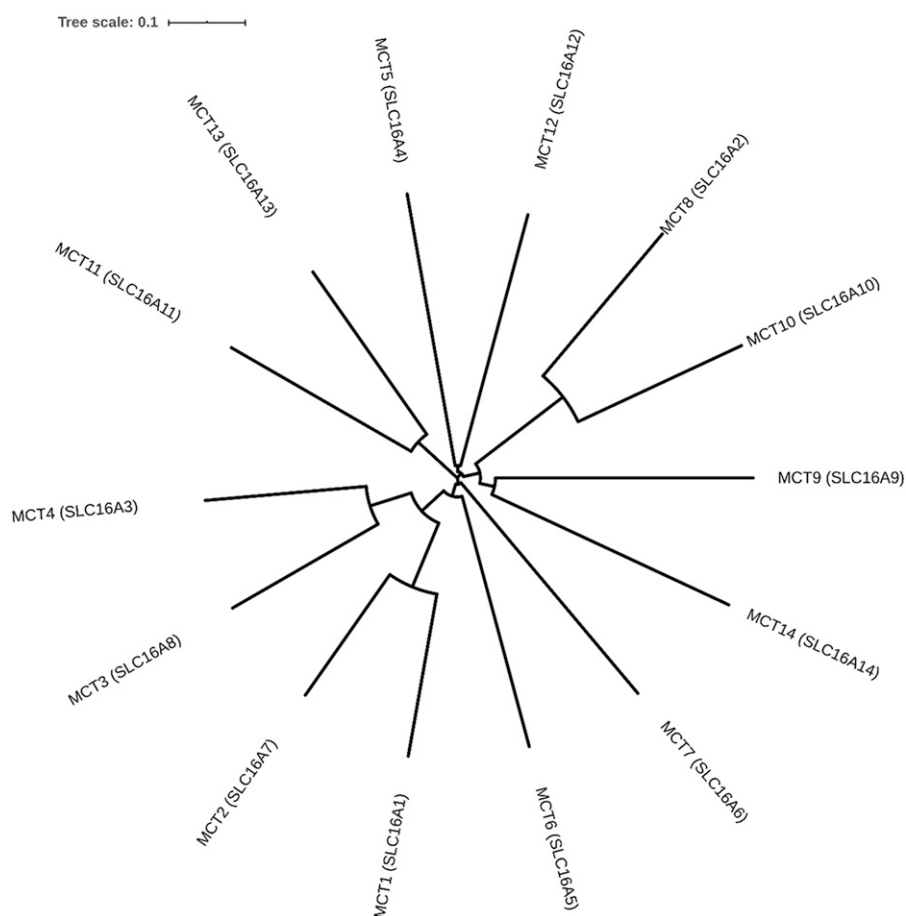 Tree scale: 0.1
MCT5 (SLC16A4)
MCT12 (SLC16A12)
MCT8 (SLC16A2)
MCT10 (SLC16A10)
MCT9 (SLC16A9)
MCT14 (SLC16A14)
MCT7 (SLC16A6)
MCT6 (SLC16A5)
MCT1 (SLC16A1)
MCT2 (SLC16A7)
MCT3 (SLC16A8)
MCT4 (SLC16A3)
MCT11 (SLC16A11)
MCT13 (SLC16A13)